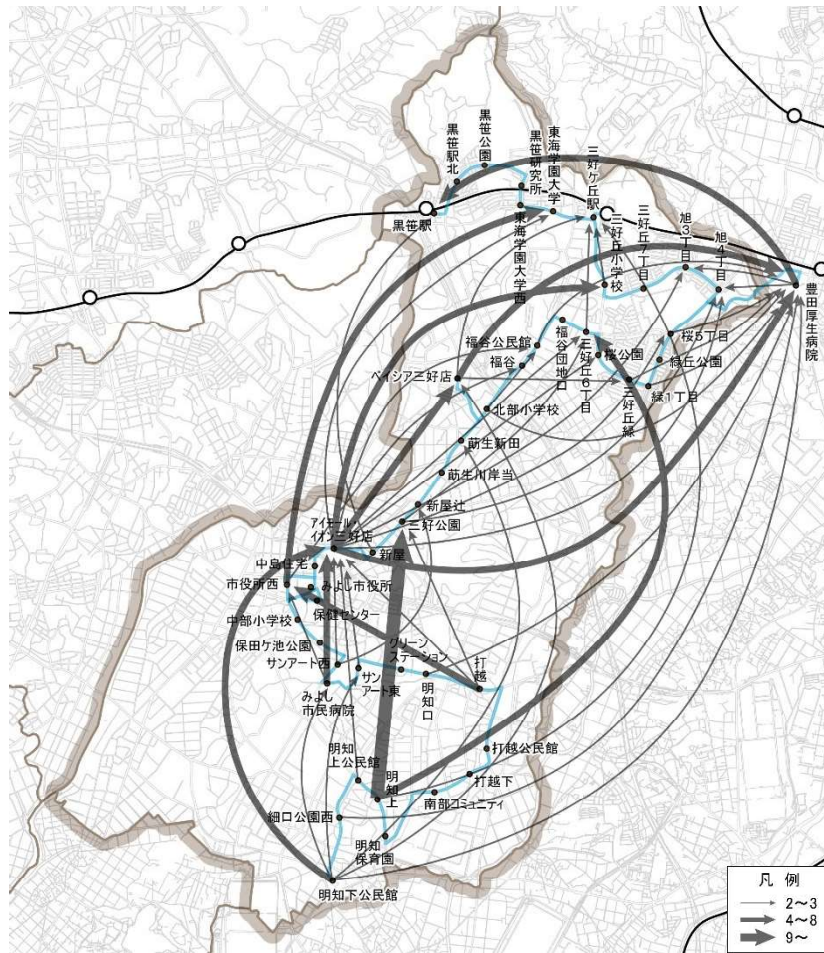 黒笹駅北
黒笹公園
黒笹研究所
東海学園大学
三好ケ丘駅
黒笹駅
東海学園大学西
三好丘小学校
三好丘7丁目
旭3丁目
旭4丁目
豊田厚生病院
福谷公民館
福谷
福谷団地口
三好丘6丁目
桜公園
三好丘緑
緑1丁目
緑丘公園
桜5丁目
ベイシア三好店
北部小学校
莇生新田
莇生川岸当
新屋辻
三好公園
アイモール・
イオン三好店
新屋
中島住宅
市役所西
みよし市役所
保健センター
中部小学校
保田ケ池公園
サンアート西
みよし
市民病院
サン
アート東
グリーン
ステーション
明知口
打越
打越公民館
打越下
南部コミュニティ
明知
上公民館
明知上
細口公園西
明知
保育園
明知下公民館
凡 例
2～3
4～8
9～